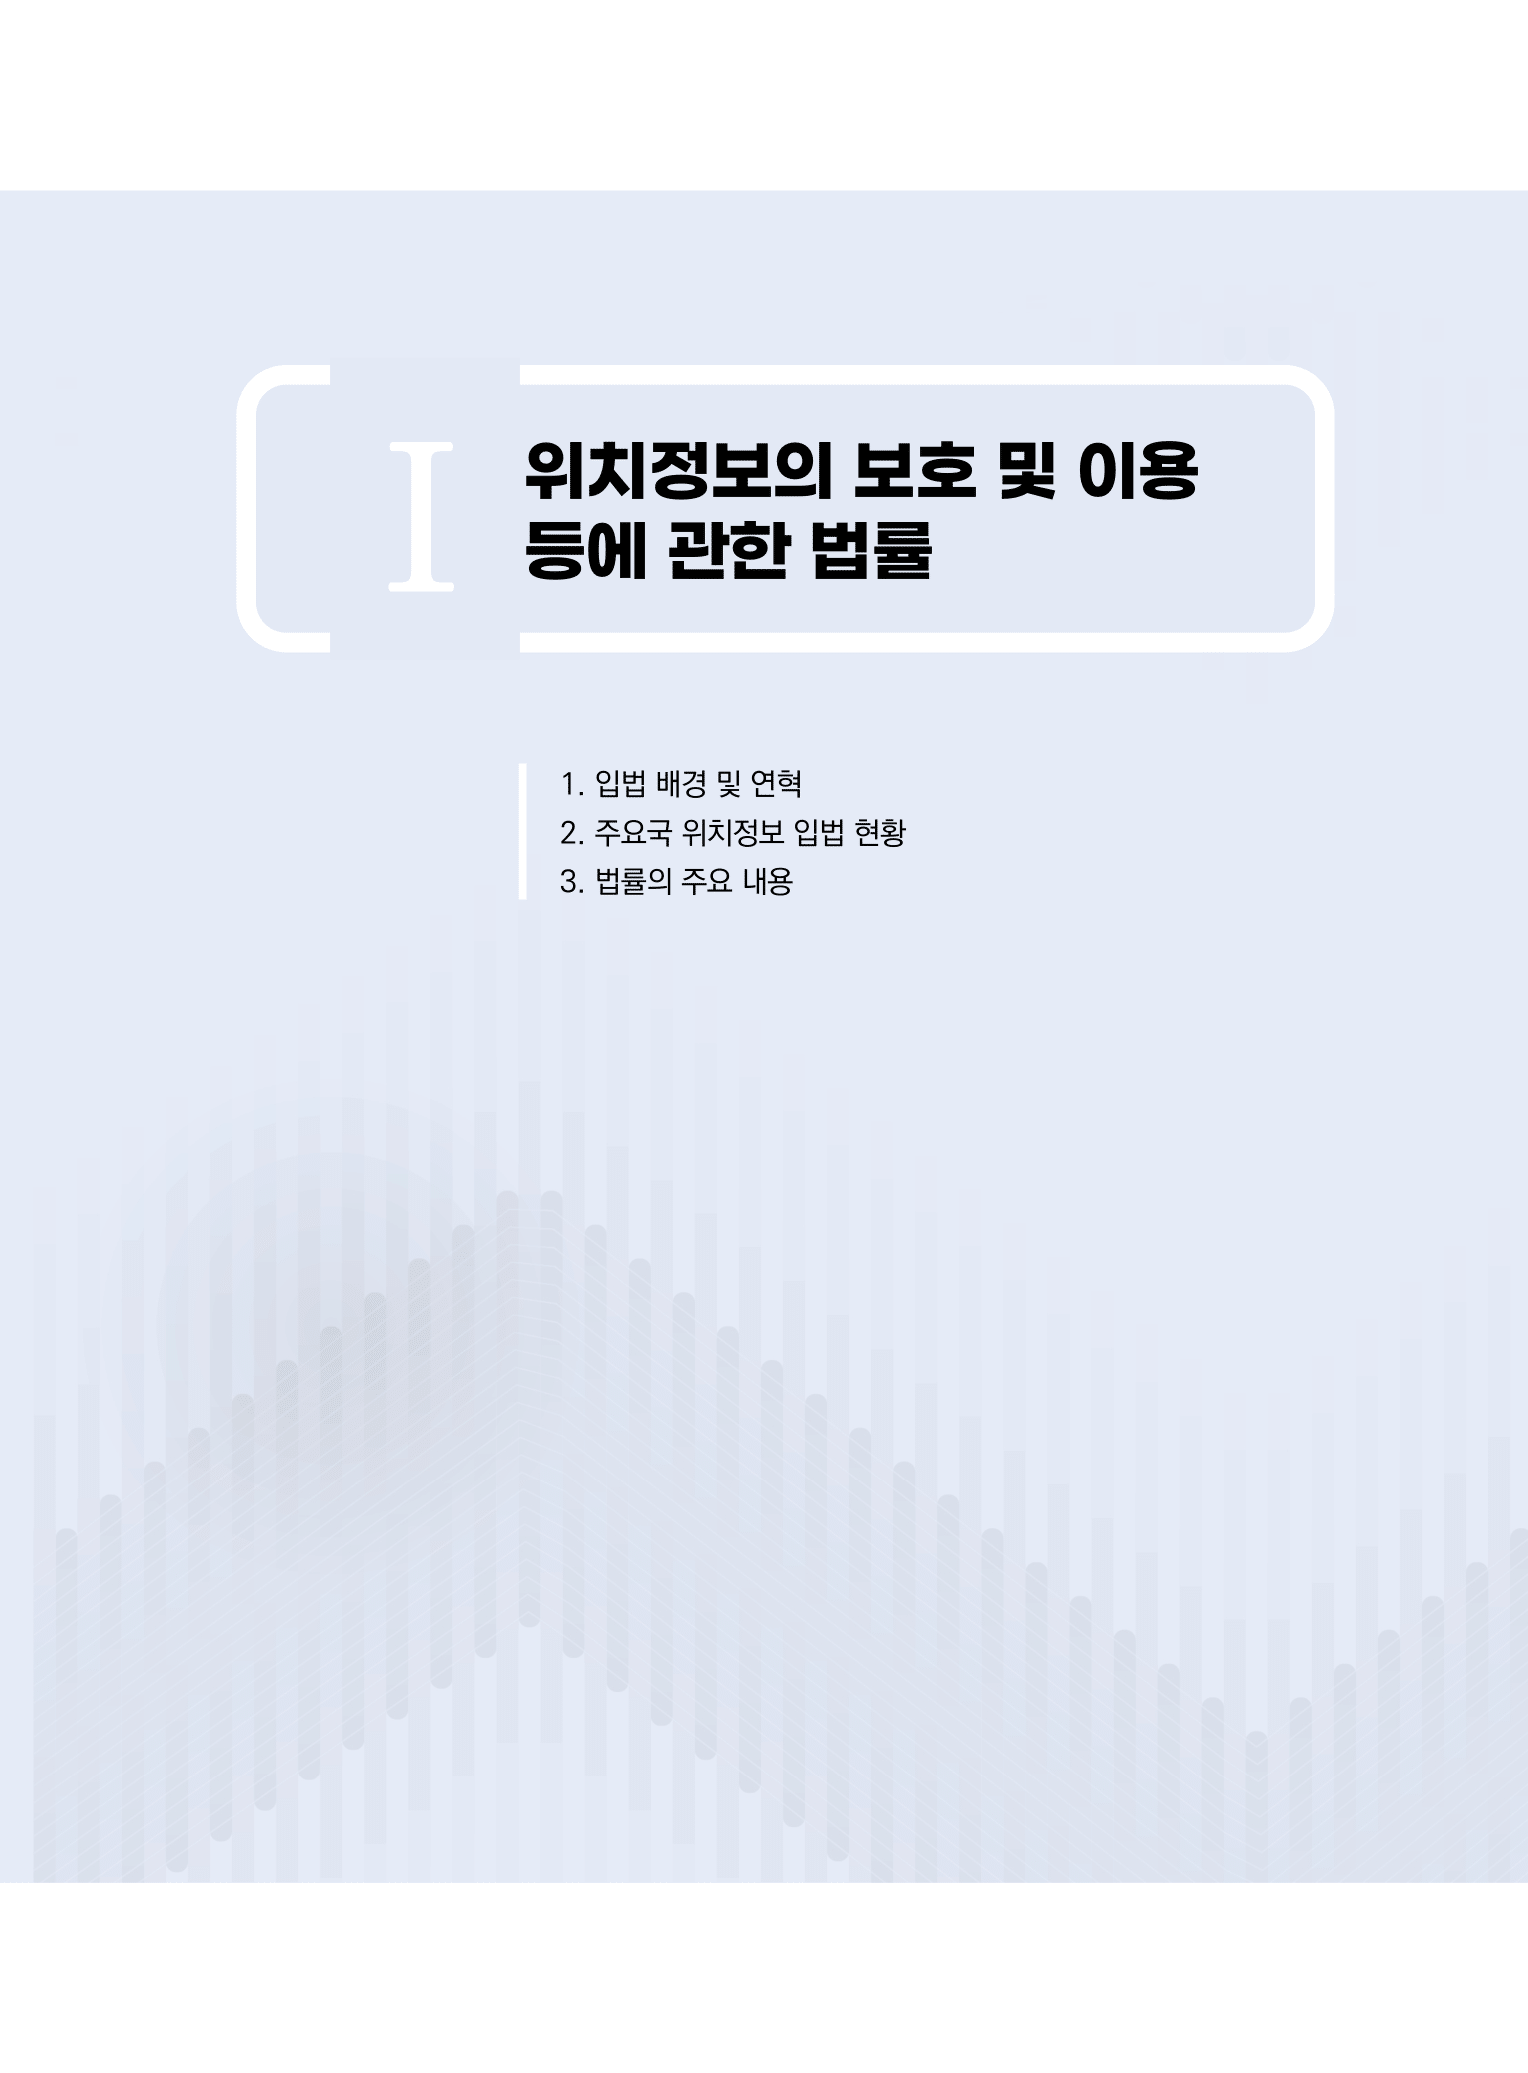 I
위치정보의 보호 및 이용
등에 관한 법률
1. 입법 배경 및 연혁
2. 주요국 위치정보 입법 현황
3. 법률의 주요 내용